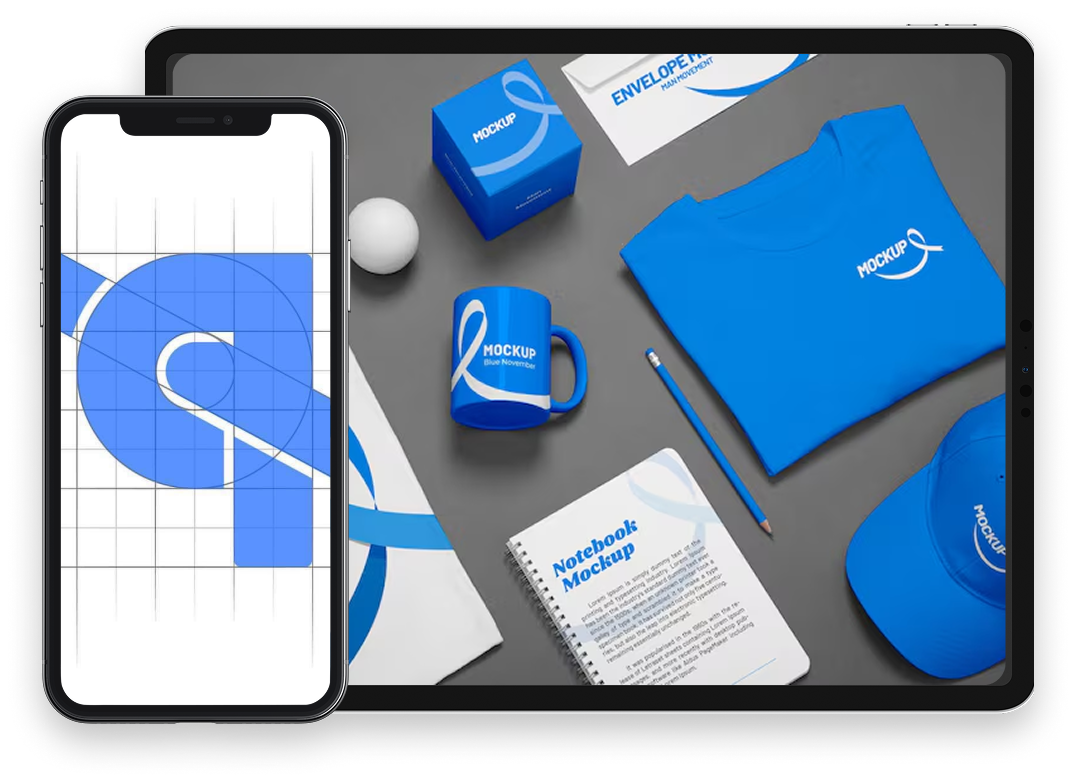 ENVELOPE M
MAN MOVEMENT
MOCKUP
MOCKUP
MOCKUP
Blue November
MOCKUP
Notebook
Mockup
Lorem Ipsum is simply dummy text of the
printing and typesetting industry. Lorem Ipsum
has been the industry's standard dummy text ever
since the 1500s, when an unknown printer took a
galley of type and scrambled it to make a type
specimen book. It has survived not only five centu-
ries, but also the leap into electronic typesetting,
remaining essentially unchanged.
It was popularised in the 1960s with the re-
lease of Letraset sheets containing Lorem Ipsum
passages, and more recently with desktop pub-
software like Aldus PageMaker including
Lorem Ipsum.